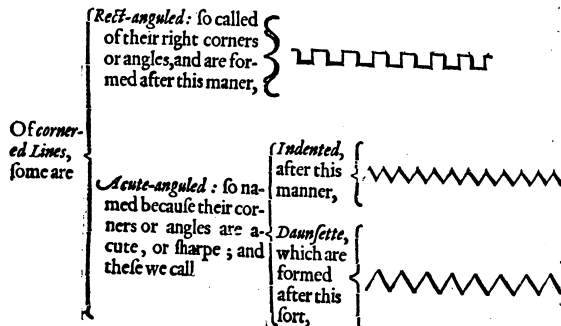 Rect-anguled: ſo called
of their right corners
or angles,and are for-
med after this maner,
Of corner-
ed Lines,
ſome are
Acute-anguled: ſo na-
med becauſe their cor-
ners or angles are a-
cute, or ſharpe; and
theſe we call
Indented,
after this
manner,
Daunſette,
which are
formed
after this
ſort,